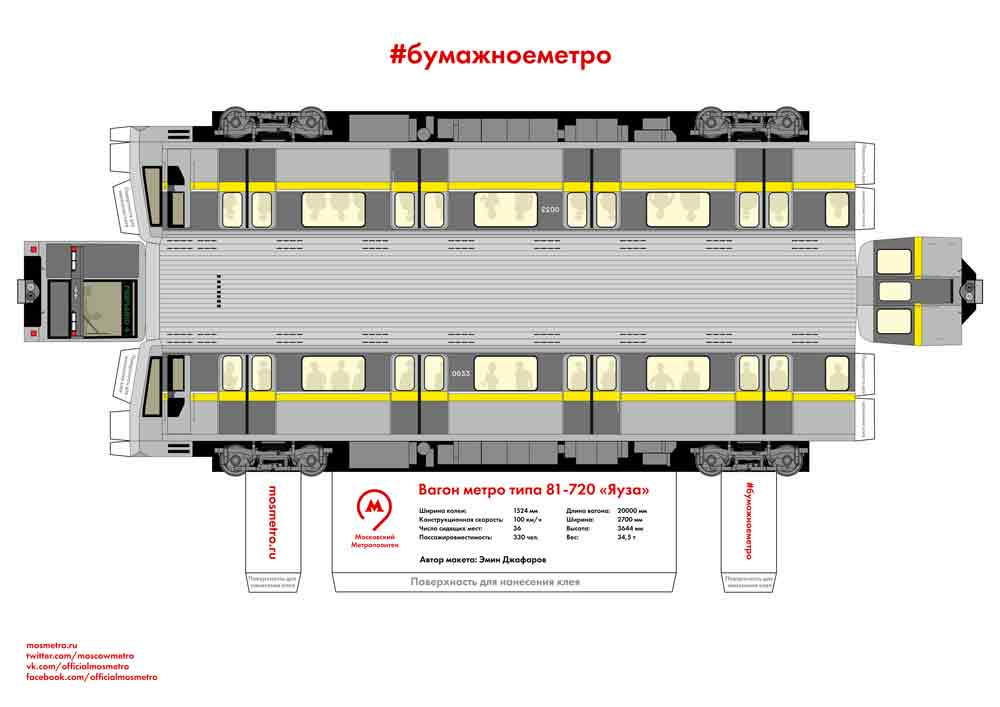 #бумажноеметро
0022
0033
mosmetro.ru
Поверхность для
нанесения клея
Московский
Метрополитен
Вагон метро типа 81-720 «Яуза»
Ширина колеи: 1524 мм
Конструкционная скорость: 100 км/ч
Число сидящих мест: 36
Пассажировместимость: 330 чел.
Длина вагона: 20000 мм
Ширина: 2700 мм
Высота: 3644 мм
Вес: 34,5 т
Автор макета: Эмин Джафаров
Поверхность для нанесения клея
#бумажноеметро
Поверхность для
нанесения клея
mosmetro.ru
twitter.com/moscowmetro
vk.com/officialmosmetro
facebook.com/officialmosmetro